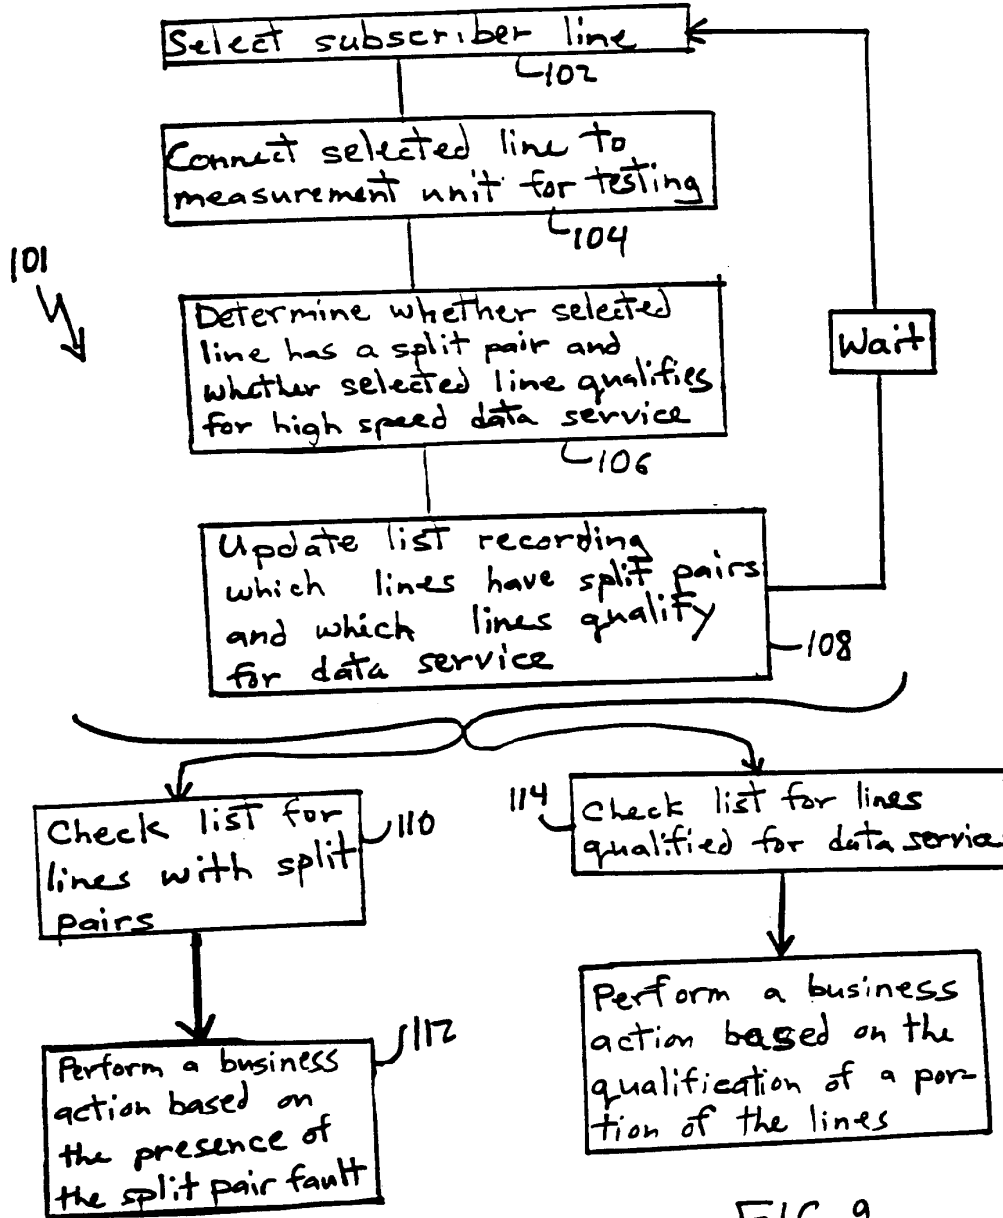 Select subscriber line
102
Connect selected line to
measurement unit for testing
104
101
Determine whether selected
line has a split pair and
whether selected line qualifies
for high speed data service
106
Wait
Update list recording
which lines have split pairs
and which lines qualify
for data service
108
Check list for
lines with split
pairs
110
114
Check list for lines
qualified for data service
Perform a business
action based on
the presence of
the split pair fault
112
Perform a business
action based on the
qualification of a por-
tion of the lines
FIG. 9